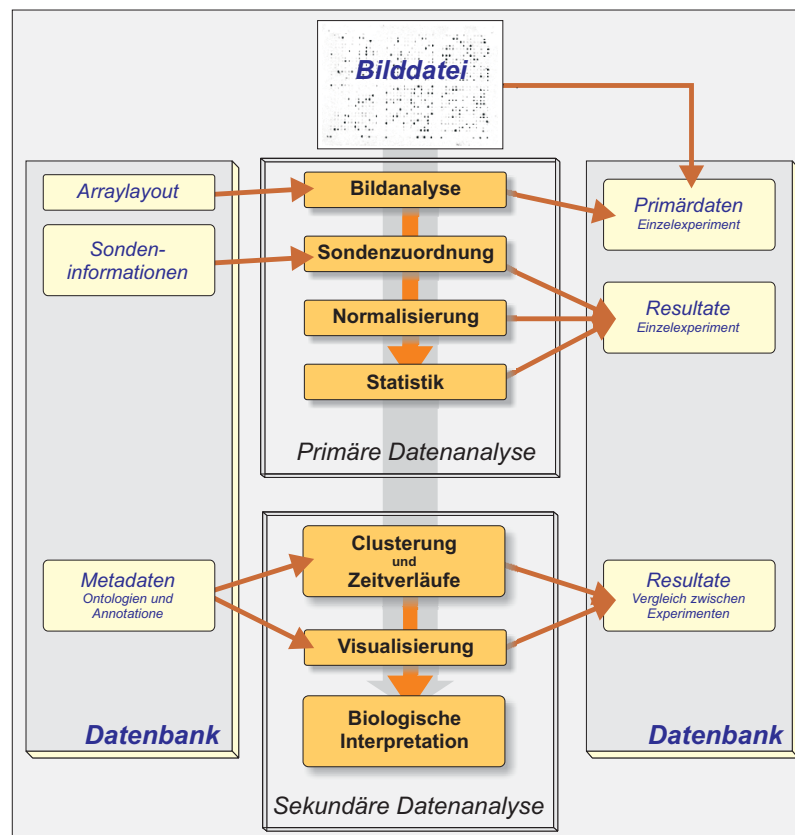 Bilddatei
Arraylayout
Sonden-
informationen
Metadaten
Ontologien und
Annotatione
Datenbank
Bildanalyse
Sondenzuordnung
Normalisierung
Statistik
Primäre Datenanalyse
Clusterung
und
Zeitverläufe
Visualisierung
Biologische
Interpretation
Sekundäre Datenanalyse
Primärdaten
Einzelexperiment
Resultate
Einzelexperiment
Resultate
Vergleich zwischen
Experimenten
Datenbank